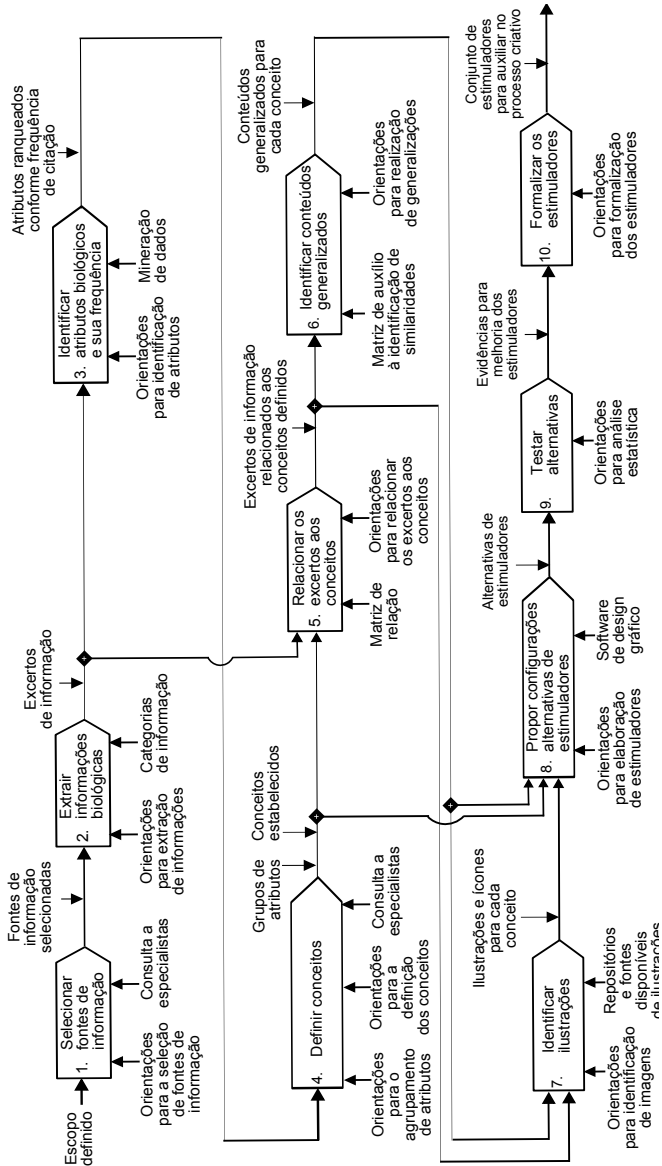 Escopo
definido
1.
Selecionar
fontes de
informação
Orientações
para a seleção
de fontes de
informação
Consulta a
especialistas
Fontes de
informação
selecionadas
2.
Extrair
informações
biológicas
Orientações
para extração
de informações
Categorias
de informação
Excertos
de informação
3.
Identificar
atributos biológicos
e sua frequência
Orientações
para identificação
de atributos
Mineração
de dados
Atributos ranqueados
conforme frequência
de citação
4.
Definir conceitos
Orientações
para o
agrupamento
de atributos
Orientações
para a
definição
dos conceitos
Consulta a
especialistas
Grupos de
atributos
Conceitos
estabelecidos
5.
Relacionar os
excertos aos
conceitos
Matriz de
relação
Orientações
para relacionar
os excertos aos
conceitos
Excertos de informação
relacionados aos
conceitos definidos
6.
Identificar conteúdos
generalizados
Matriz de auxílio
à identificação de
similaridades
Orientações
para realização
de generalizações
Conteúdos
generalizados para
cada conceito
7.
Identificar
ilustrações
Orientações
para identificação
de imagens
Repositórios
e fontes
disponíveis
de ilustrações
Ilustrações e ícones
para cada
conceito
8.
Propor configurações
alternativas de
estimuladores
Orientações
para elaboração
de estimuladores
Software
de design
gráfico
Alternativas de
estimuladores
9.
Testar
alternativas
Orientações
para análise
estatística
Evidências para
melhoria dos
estimuladores
10.
Formalizar os
estimuladores
Orientações
para formalização
dos estimuladores
Conjunto de
estimuladores
para auxiliar no
processo criativo